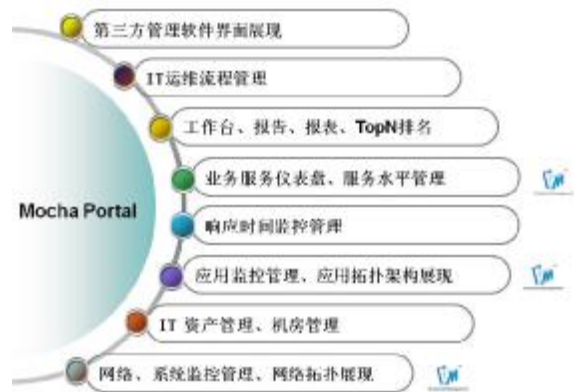 第三方管理软件界面展现
IT运维流程管理
工作台、报告、报表、TopN排名
业务服务仪表盘、服务水平管理
Mocha Portal
响应时间监控管理
应用监控管理、应用拓扑架构展现
IT 资产管理、机房管理
网络、系统监控管理、网络拓扑展现